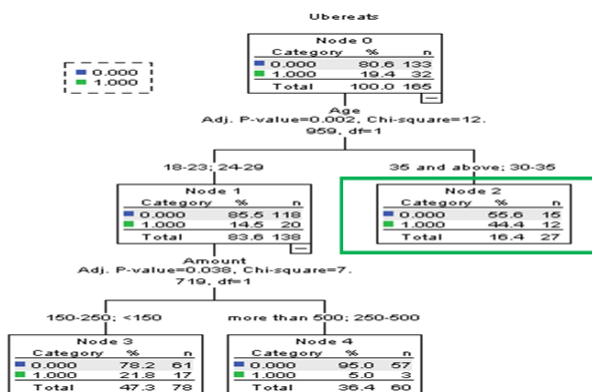 Ubereats
Node 0
Category % n
0.000 80.6 133
1.000 19.4 32
Total 100.0 165
0.000
1.000
Age
Adj. P-value=0.002, Chi-square=12.
959, df=1
18-23; 24-29
35 and above; 30-35
Node 1
Category % n
0.000 85.5 118
1.000 14.5 20
Total 83.6 138
Node 2
Category % n
0.000 55.6 15
1.000 44.4 12
Total 16.4 27
Amount
Adj. P-value=0.038, Chi-square=7.
719, df=1
150-250; <150
more than 500; 250-500
Node 3
Category % n
0.000 78.2 61
1.000 21.8 17
Total 47.3 78
Node 4
Category % n
0.000 95.0 57
1.000 5.0 3
Total 36.4 60